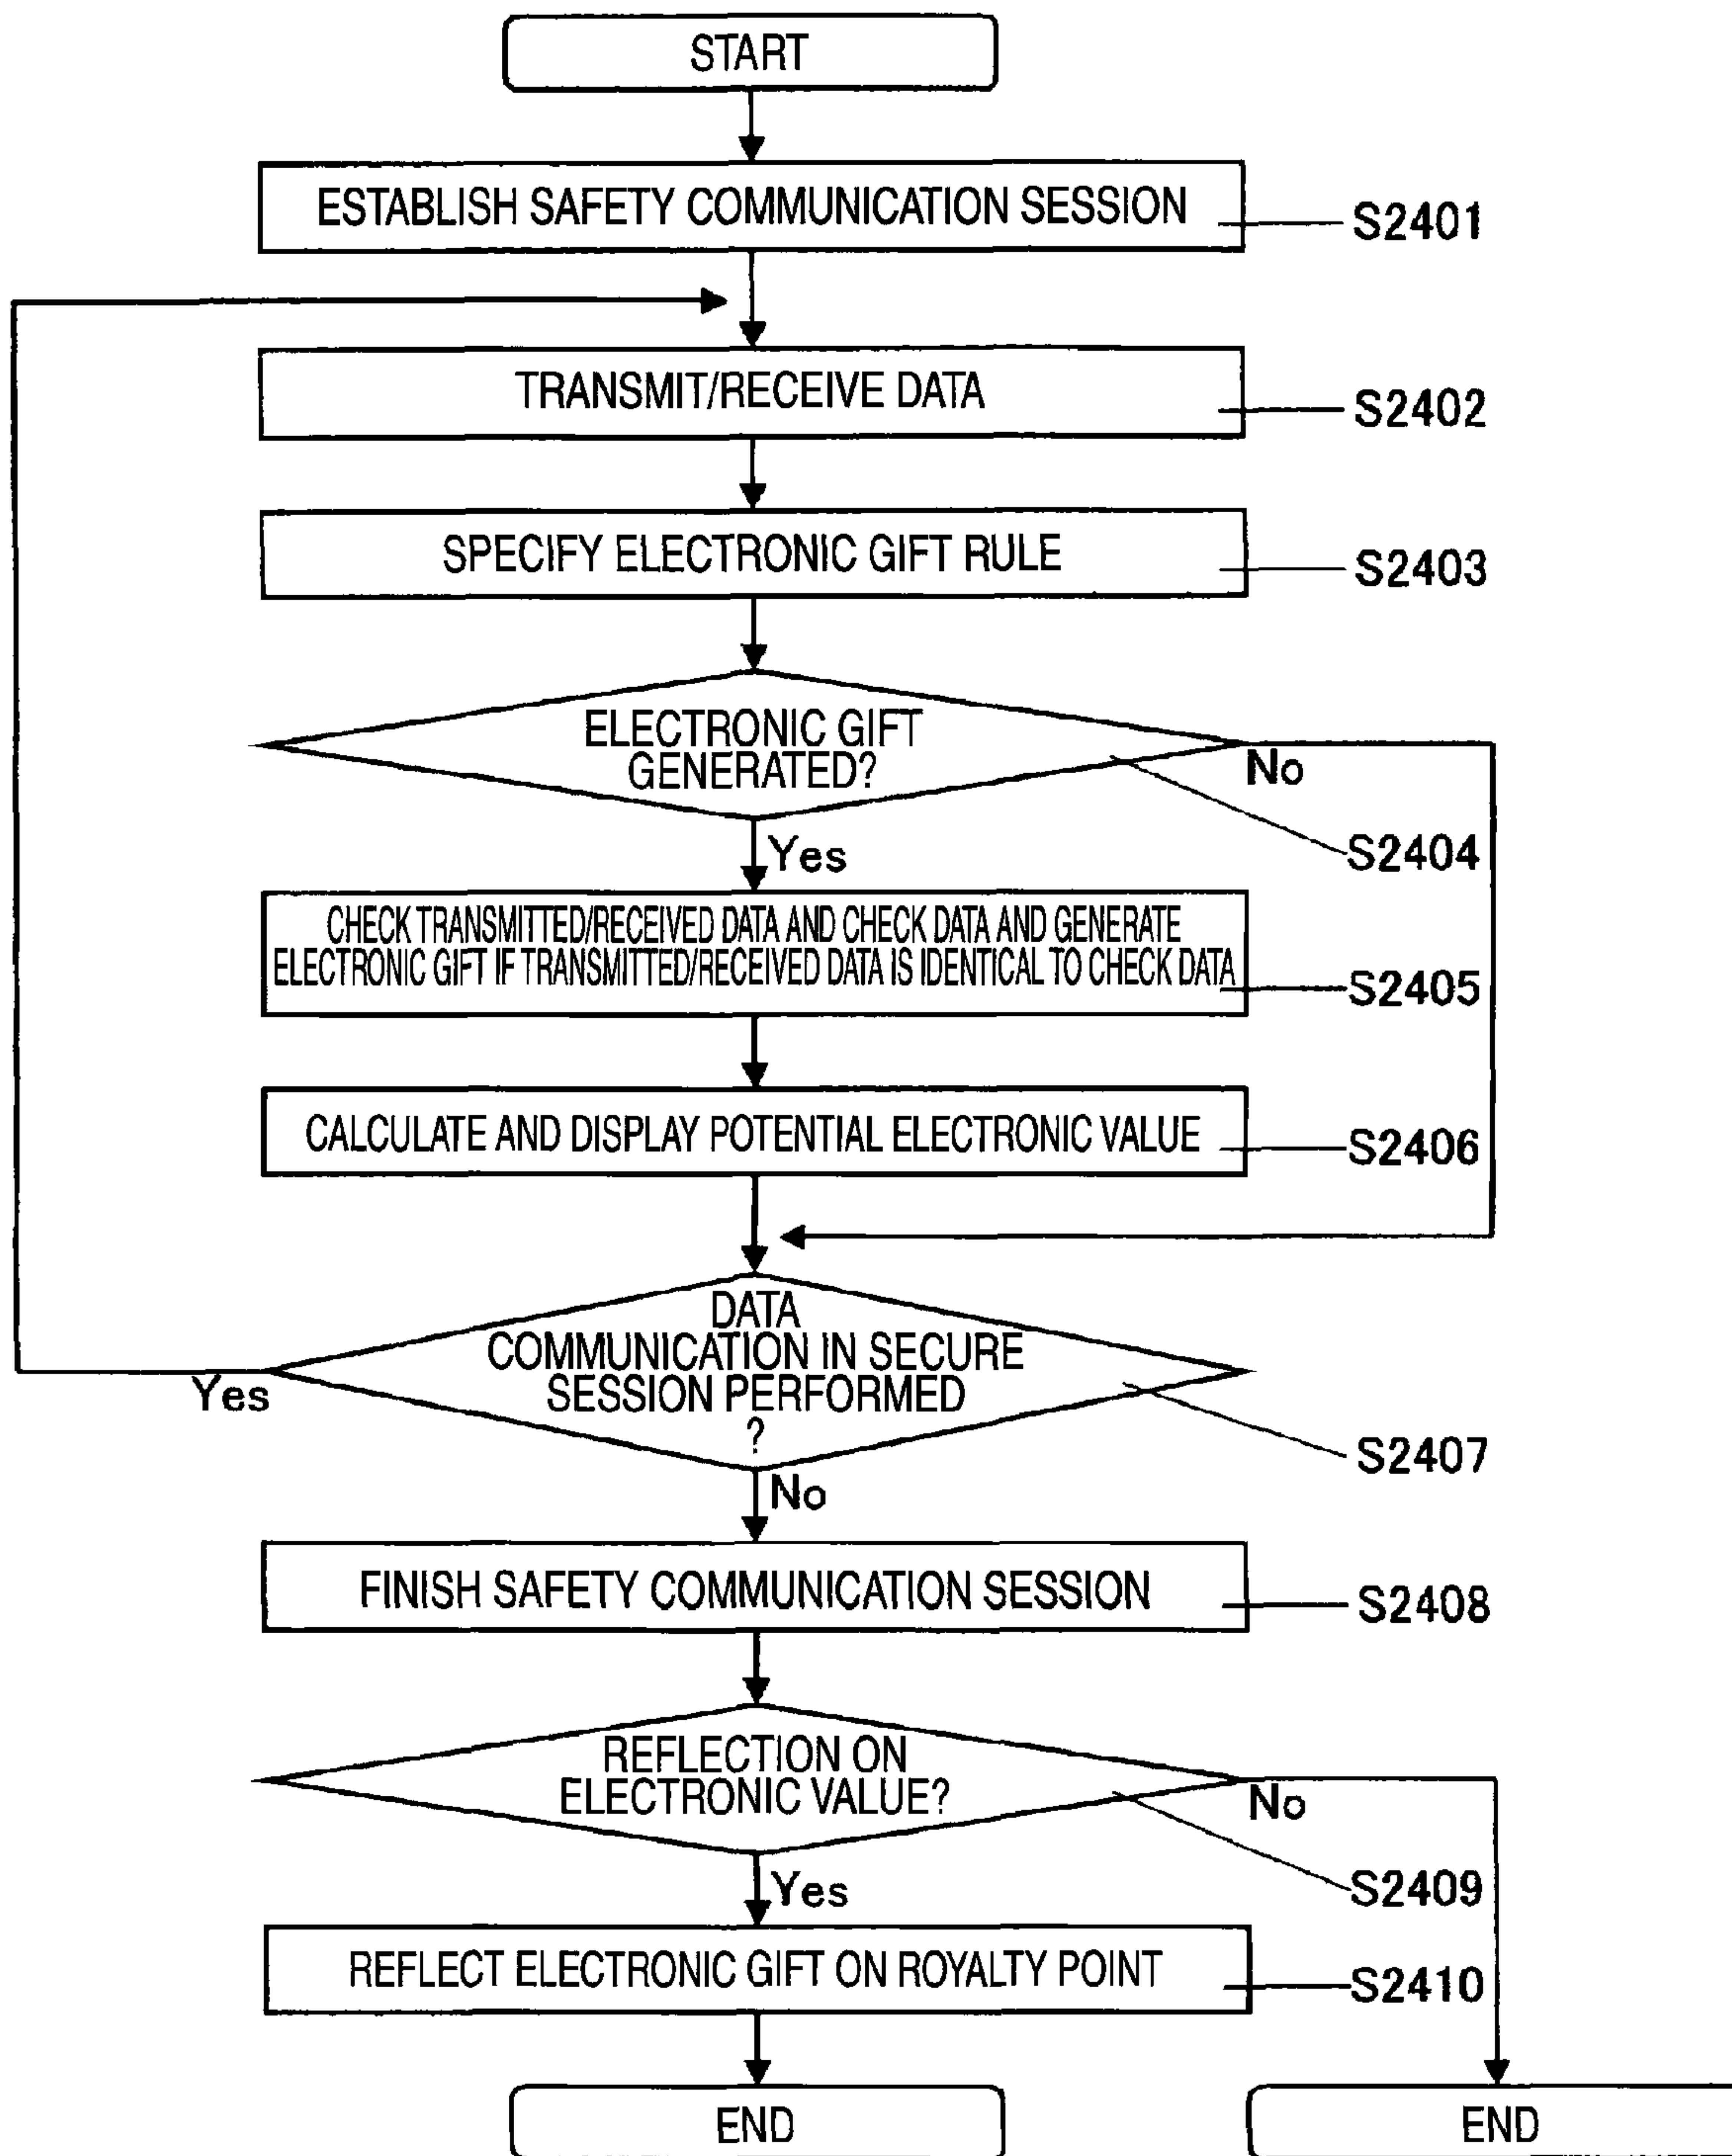 START
ESTABLISH SAFETY COMMUNICATION SESSION
S2401
TRANSMIT/RECEIVE DATA
S2402
SPECIFY ELECTRONIC GIFT RULE
S2403
ELECTRONIC GIFT
GENERATED?
No
S2404
Yes
CHECK TRANSMITTED/RECEIVED DATA AND CHECK DATA AND GENERATE
ELECTRONIC GIFT IF TRANSMITTED/RECEIVED DATA IS IDENTICAL TO CHECK DATA
S2405
CALCULATE AND DISPLAY POTENTIAL ELECTRONIC VALUE
S2406
DATA
COMMUNICATION IN SECURE
SESSION PERFORMED
?
Yes
S2407
No
FINISH SAFETY COMMUNICATION SESSION
S2408
REFLECTION ON
ELECTRONIC VALUE?
No
S2409
Yes
REFLECT ELECTRONIC GIFT ON ROYALTY POINT
S2410
END
END